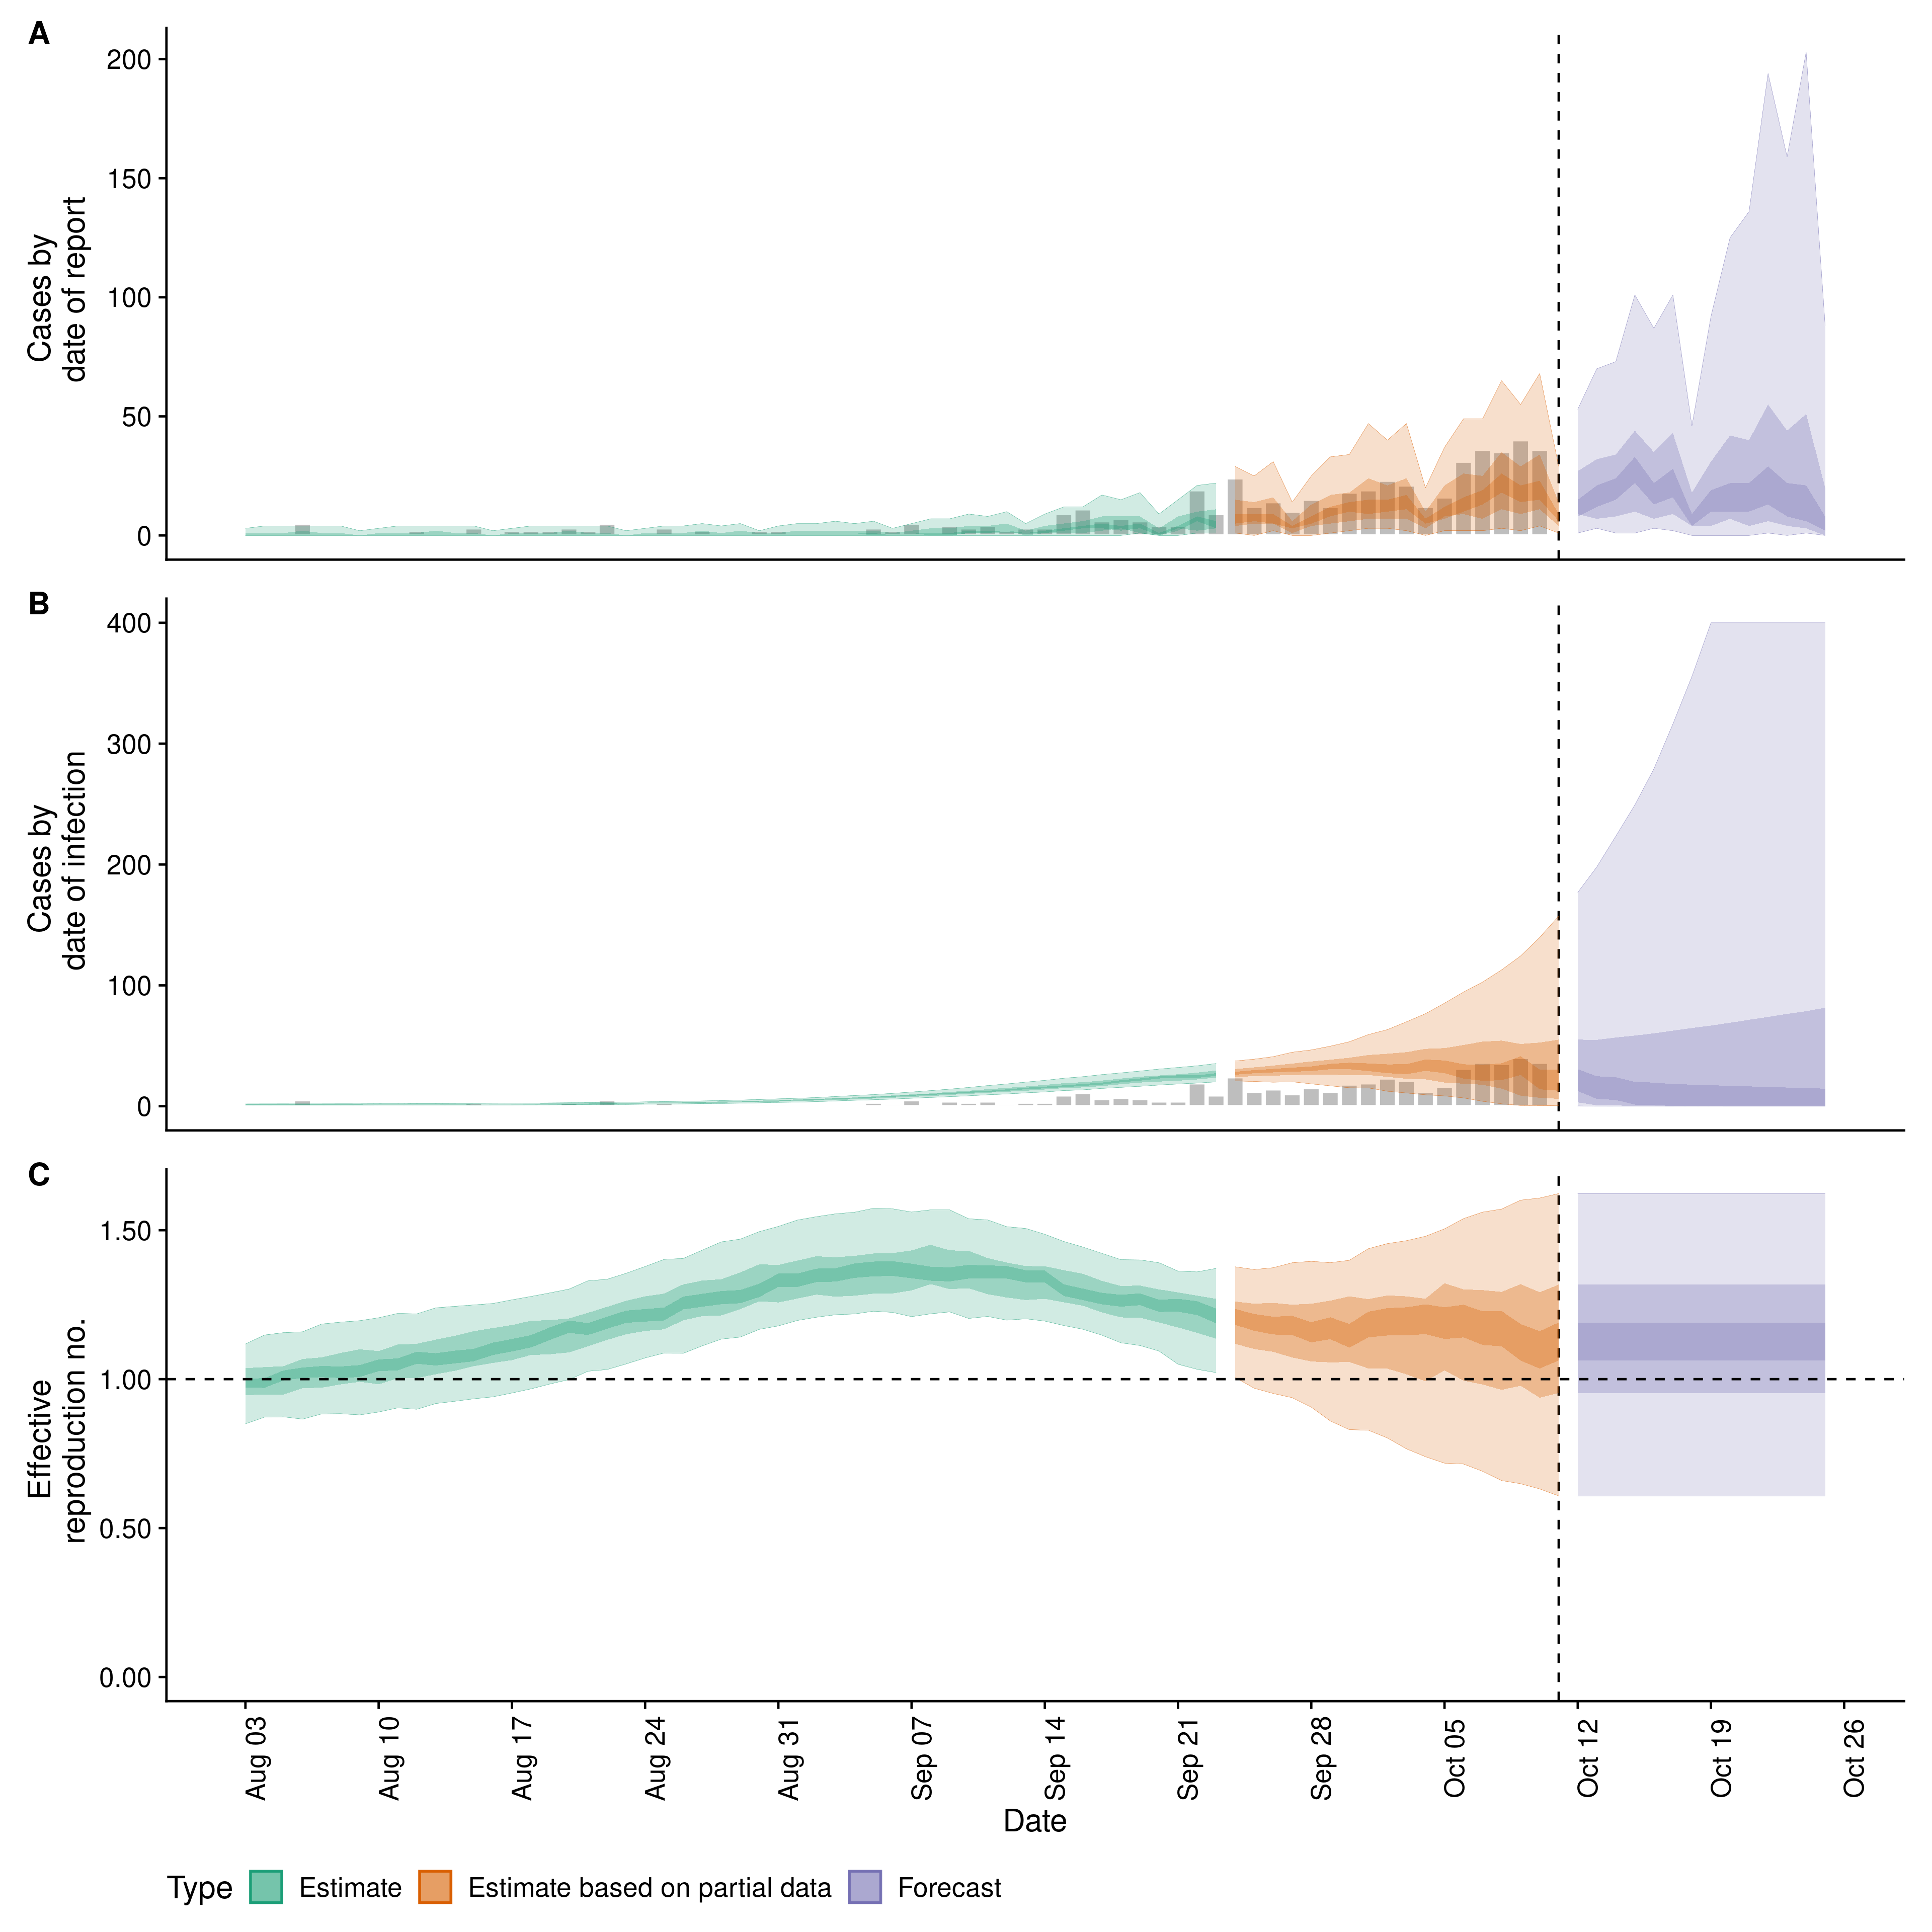 A
200
150
100
50
0
Cases by
date of report
B
400
300
200
100
0
Cases by
date of infection
C
1.50
1.00
0.50
0.00
Effective
reproduction no.
Aug 03
Aug 10
Aug 17
Aug 24
Aug 31
Sep 07
Sep 14
Sep 21
Sep 28
Oct 05
Oct 12
Oct 19
Oct 26
Date
Type Estimate Estimate based on partial data Forecast